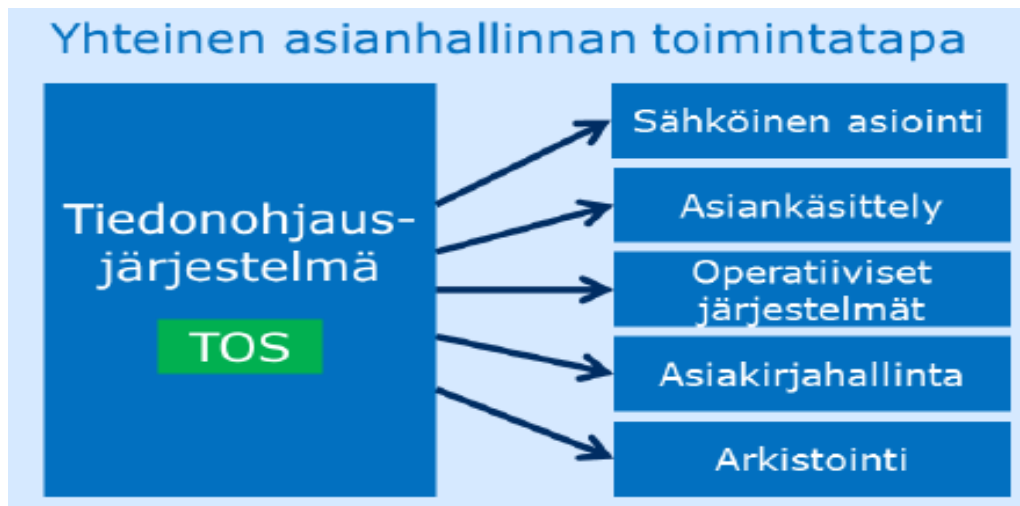 Yhteinen asianhallinnan toimintatapa
Tiedonohjaus-
järjestelmä
TOS
Sähköinen asiointi
Asiankäsittely
Operatiiviset
järjestelmät
Asiakirjahallinta
Arkistointi